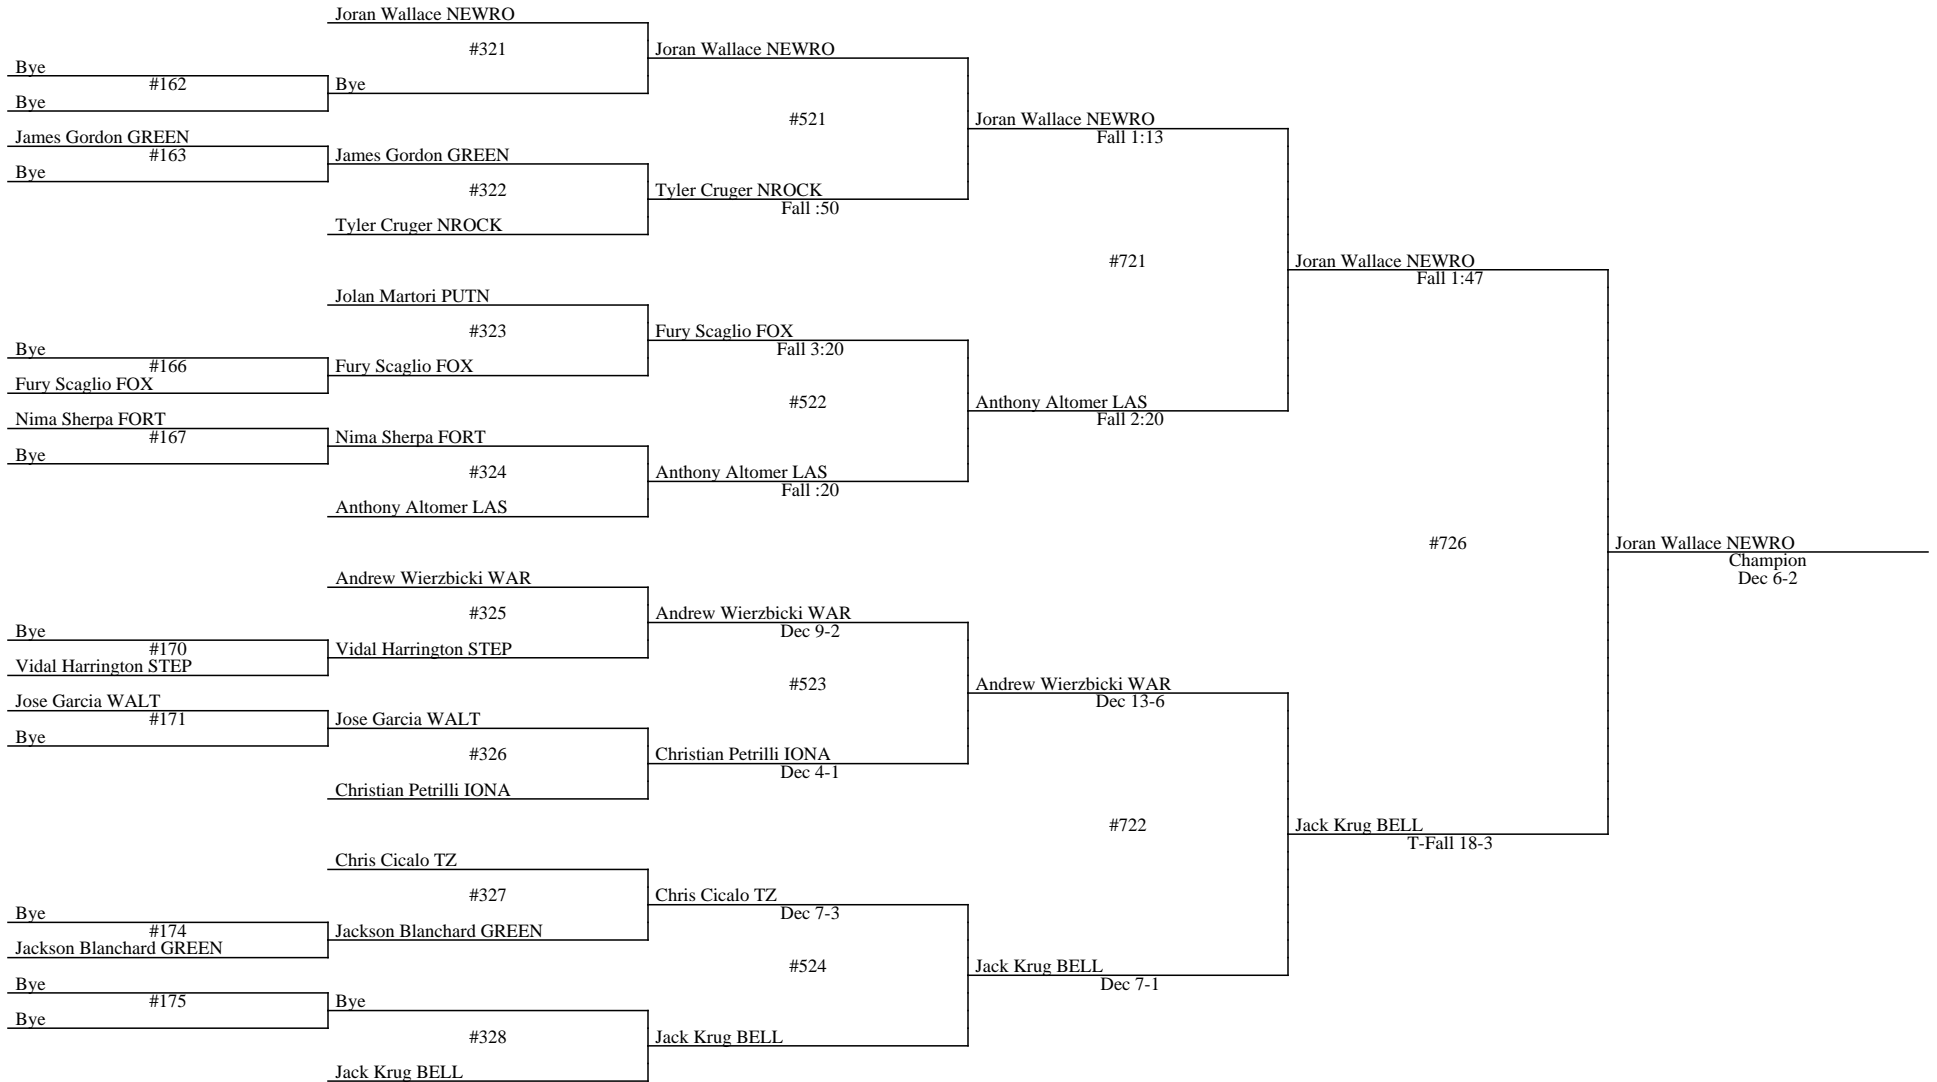 Joran Wallace NEWRO
#321
Joran Wallace NEWRO
Bye
#162
Bye
Bye
James Gordon GREEN
#521
Joran Wallace NEWRO
Fall 1:13
#163
James Gordon GREEN
Bye
#322
Tyler Cruger NROCK
Fall :50
Tyler Cruger NROCK
#721
Joran Wallace NEWRO
Fall 1:47
Jolan Martori PUTN
#323
Fury Scaglio FOX
Fall 3:20
Bye
#166
Fury Scaglio FOX
Fury Scaglio FOX
#522
Anthony Altomer LAS
Fall 2:20
Nima Sherpa FORT
#167
Nima Sherpa FORT
Bye
#324
Anthony Altomer LAS
Fall :20
Anthony Altomer LAS
#726
Joran Wallace NEWRO
Champion
Dec 6-2
Andrew Wierzbicki WAR
#325
Andrew Wierzbicki WAR
Dec 9-2
Bye
#170
Vidal Harrington STEP
Vidal Harrington STEP
#523
Andrew Wierzbicki WAR
Dec 13-6
Jose Garcia WALT
#171
Jose Garcia WALT
Bye
#326
Christian Petrilli IONA
Dec 4-1
Christian Petrilli IONA
#722
Jack Krug BELL
T-Fall 18-3
Chris Cicalo TZ
#327
Chris Cicalo TZ
Dec 7-3
Bye
#174
Jackson Blanchard GREEN
Jackson Blanchard GREEN
#524
Jack Krug BELL
Dec 7-1
Bye
#175
Bye
Bye
#328
Jack Krug BELL
Jack Krug BELL